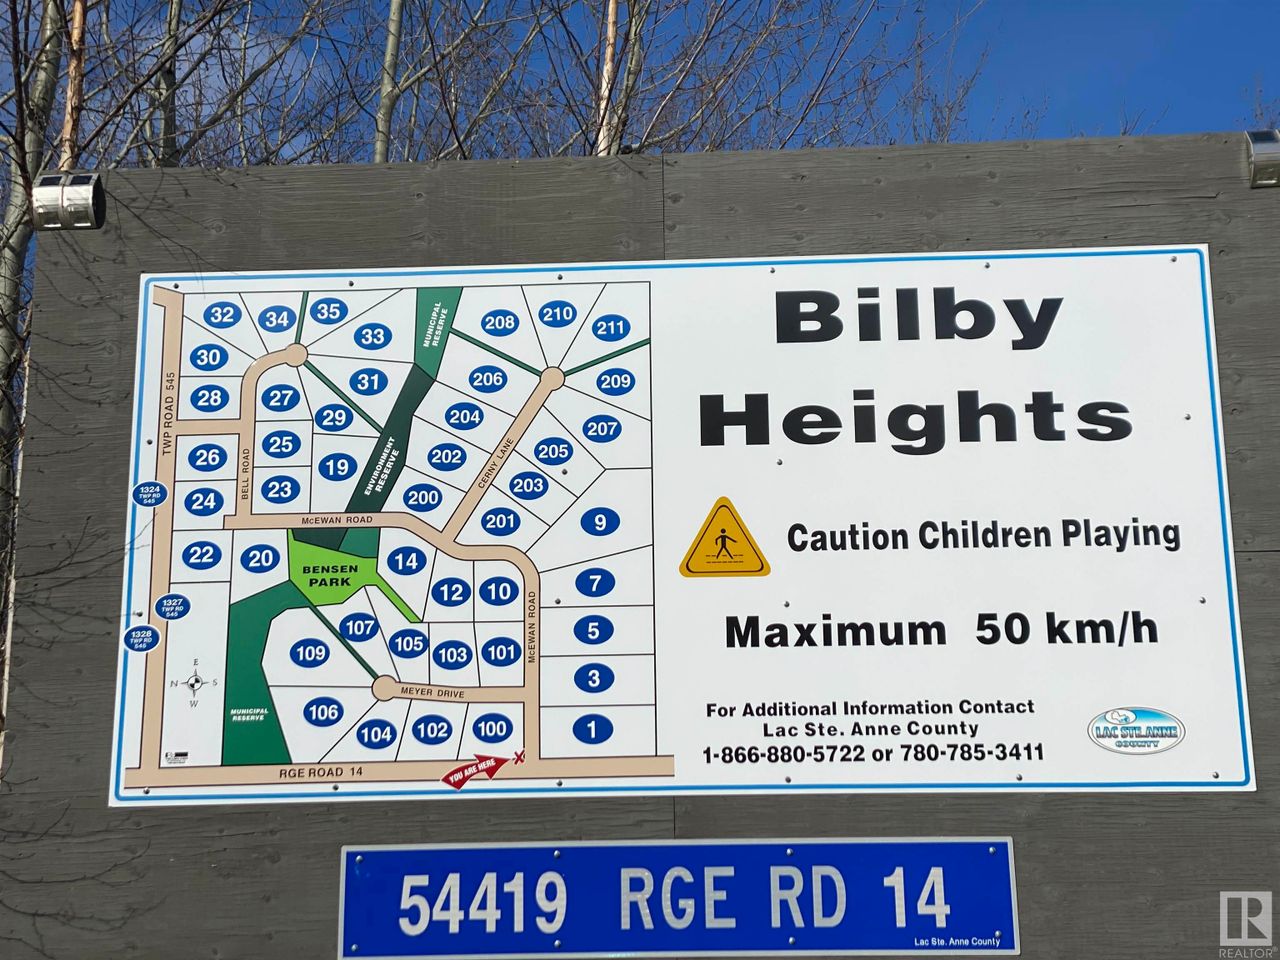 Bilby
Heights
Caution Children Playing
Maximum 50 km/h
For Additional Information Contact
Lac Ste. Anne County
1-866-880-5722 or 780-785-3411
LAC STE. ANNE
COUNTY
32
34
35
33
MUNICIPAL
RESERVE
208
210
211
30
31
206
209
28
27
29
204
207
TWP ROAD 545
26
25
19
202
205
BELL ROAD
ENVIRONMENT
RESERVE
CERNY LANE
24
23
200
203
201
9
1324
TWP RD
545
McEWAN ROAD
22
20
BENSEN
PARK
14
12
10
7
1327
TWP RD
545
1328
TWP RD
545
107
105
103
101
McEWAN ROAD
5
109
3
E
N
S
W
MEYER DRIVE
MUNICIPAL
RESERVE
106
104
102
100
1
RGE ROAD 14
YOU ARE HERE
X
54419 RGE RD 14
Lac Ste. Anne County
R
REALTOR®